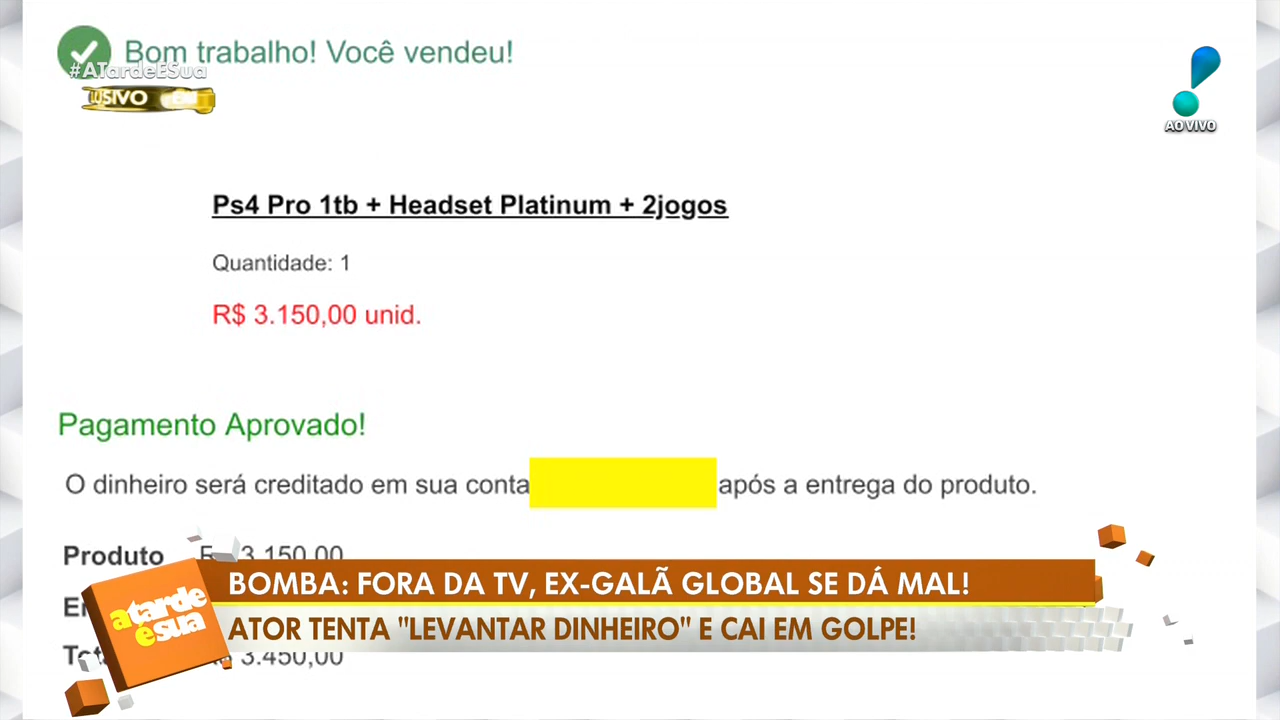 Bom trabalho! Você vendeu!
#ATardeÉSua
USIVO
AO VIVO
Ps4 Pro 1tb + Headset Platinum + 2jogos
Quantidade: 1
R$ 3.150,00 unid.
Pagamento Aprovado!
O dinheiro será creditado em sua conta
após a entrega do produto.
Produto R$ 3.150,00
BOMBA: FORA DA TV, EX-GALÃ GLOBAL SE DÁ MAL!
a tarde é sua
ATOR TENTA "LEVANTAR DINHEIRO" E CAI EM GOLPE!
3.450,00